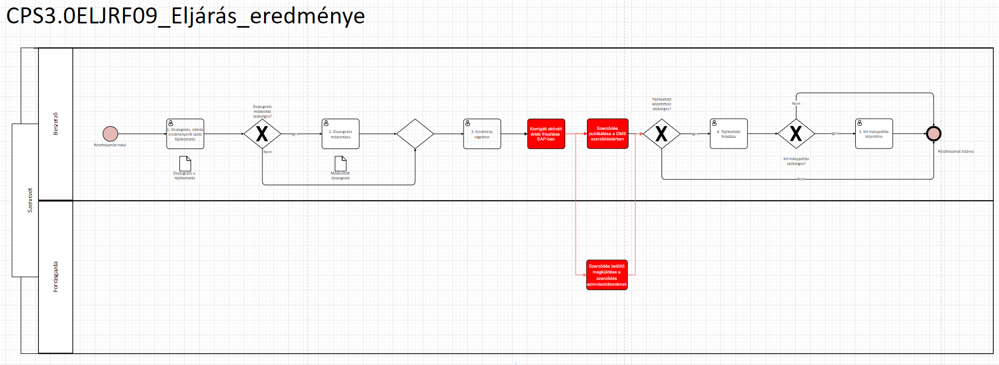 CPS3.0ELJRF09_Eljárás_eredménye
Szervezet
Beszerző
Részfolyamat indul
1. Összegezés, eljárás
eredményéről szóló
tájékoztatás
Összegezés v.
tájékoztatás
Összegezés
módosítás
szükséges?
Igen
Nem
2. Összegezés
módosítása
Módosított
összegezés
3. Eredmény
rögzítése
Korrigált aktivált
érték frissítése
SAP-ban
Szerződés
publikálása a DMS
szerződéstárban
Tájékoztató
közzététele
szükséges?
Igen
Nem
4. Tájékoztató
feladása
Nem
KH hiánypótlás
szükséges?
Igen
5. KH hiánypótlás
teljesítése
Részfolyamat lezárva
Forrásgazda
Szerződés betöltő
megküldése a
szerződés
adminisztrátoroknak